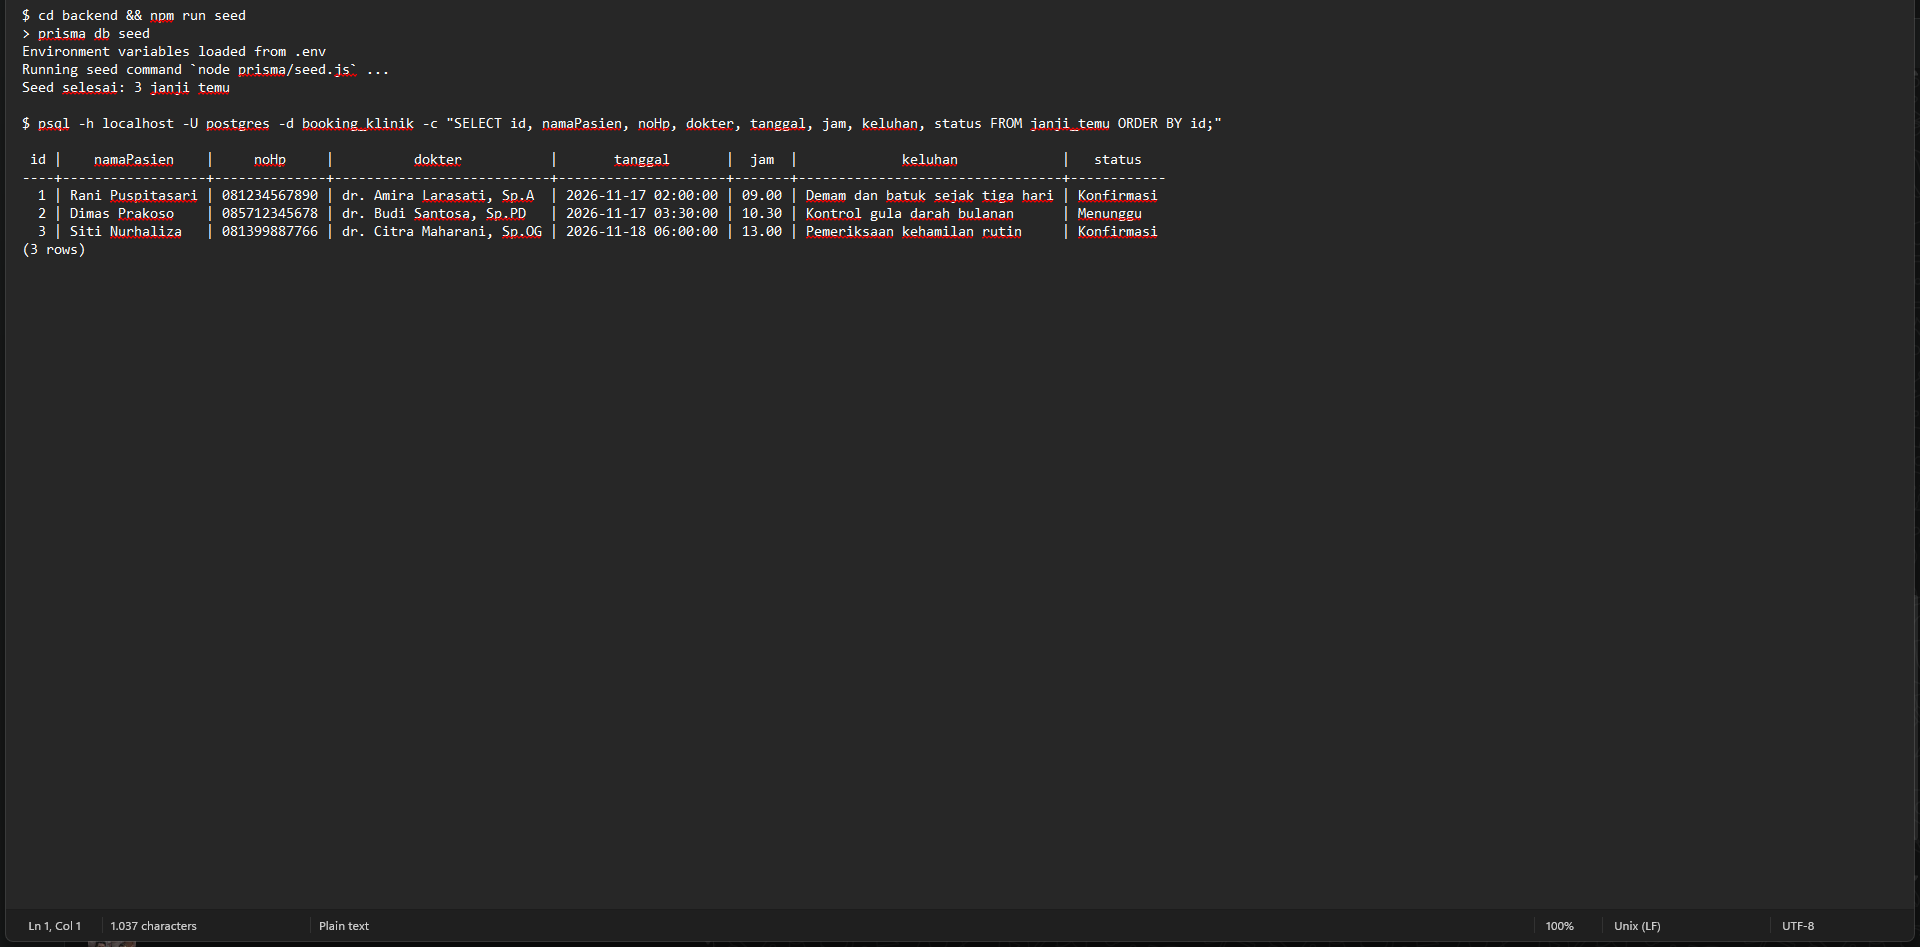 $ cd backend && npm run seed
> prisma db seed
Environment variables loaded from .env
Running seed command `node prisma/seed.js` ...
Seed selesai: 3 janji temu
$ psql -h localhost -U postgres -d booking_klinik -c "SELECT id, namaPasien, noHp, dokter, tanggal, jam, keluhan, status FROM janji_temu ORDER BY id;"
 id |    namaPasien    |     noHp     |          dokter           |       tanggal       |  jam  |             keluhan             |   status
----+------------------+--------------+---------------------------+---------------------+-------+---------------------------------+------------
  1 | Rani Puspitasari | 081234567890 | dr. Amira Larasati, Sp.A  | 2026-11-17 02:00:00 | 09.00 | Demam dan batuk sejak tiga hari | Konfirmasi
  2 | Dimas Prakoso    | 085712345678 | dr. Budi Santosa, Sp.PD   | 2026-11-17 03:30:00 | 10.30 | Kontrol gula darah bulanan      | Menunggu
  3 | Siti Nurhaliza   | 081399887766 | dr. Citra Maharani, Sp.OG | 2026-11-18 06:00:00 | 13.00 | Pemeriksaan kehamilan rutin     | Konfirmasi
(3 rows)
Ln 1, Col 1 1.037 characters Plain text 100% Unix (LF) UTF-8